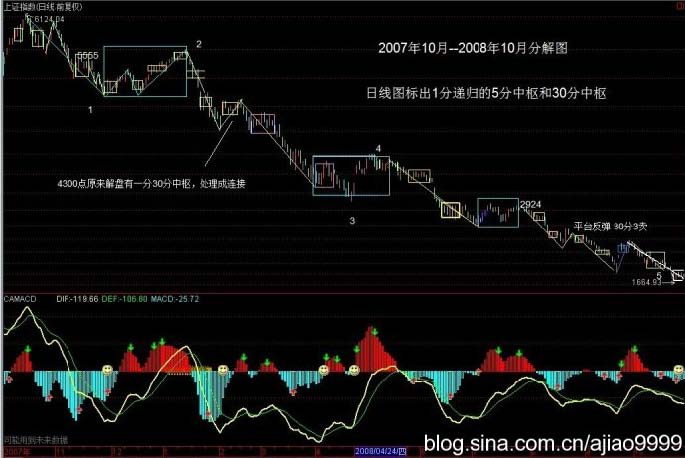 上证指数(日线 前复权)
6124.04
5555
2
2007年10月--2008年10月分解图
日线图标出1分递归的5分中枢和30分中枢
1
4
4300点原来解盘有一分30分中枢，处理成连接
3
2924
平台反弹 30分3卖
5
1664.93
CAMACD DIF:-119.66 DEF:-106.80 MACD:-25.72
可能用到未来数据
2007年 11 12 2 3 4 2008/04/24/四
blog.sina.com.cn/ajiao9999